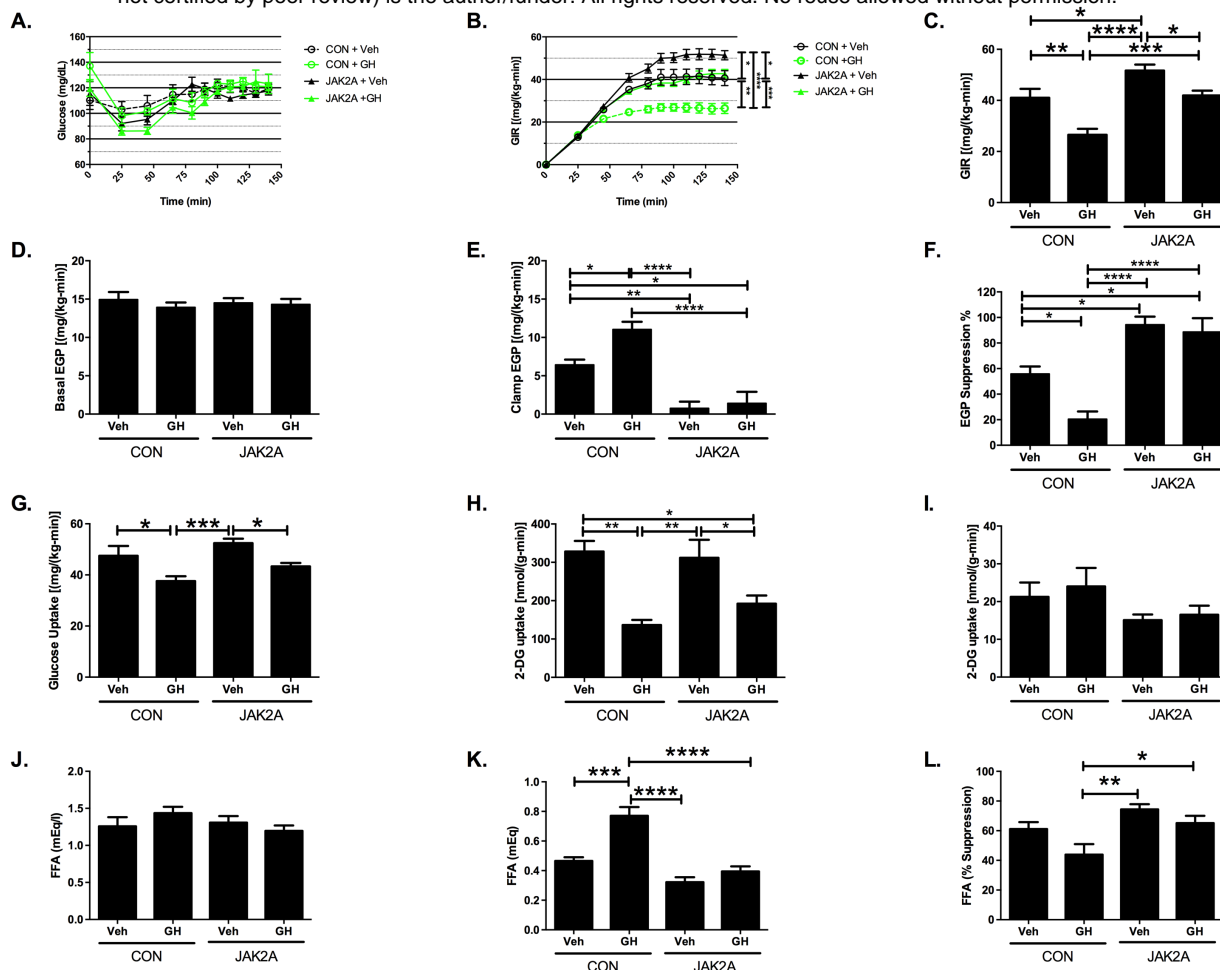 not certified by peer review) is the author/funder. All rights reserved. No reuse allowed without permission.
A.
Glucose (mg/dL)
160
140
120
100
80
60
0
25
50
75
100
125
150
Time (min)
CON + Veh
CON + GH
JAK2A + Veh
JAK2A + GH
B.
GIR [(mg/(kg-min)]
60
40
20
0
0
25
50
75
100
125
150
Time (min)
* **** *
** ***
CON + Veh
CON +GH
JAK2A + Veh
JAK2A +GH
C.
GIR [(mg/(kg-min)]
60
40
20
0
*
**** *
** ***
Veh GH Veh GH
CON JAK2A
D.
Basal EGP [(mg/(kg-min)]
20
15
10
5
0
Veh GH Veh GH
CON JAK2A
E.
Clamp EGP [(mg/(kg-min)]
20
15
10
5
0
* ****
*
**
****
Veh GH Veh GH
CON JAK2A
F.
EGP Suppression %
120
100
80
60
40
20
0
****
****
*
*
*
Veh GH Veh GH
CON JAK2A
G.
Glucose Uptake [(mg/(kg-min)]
60
40
20
0
* *** *
Veh GH Veh GH
CON JAK2A
H.
2-DG uptake [nmol/(g-min)]
400
300
200
100
0
*
** ** *
Veh GH Veh GH
CON JAK2A
I.
2-DG uptake [nmol/(g-min)]
40
30
20
10
0
Veh GH Veh GH
CON JAK2A
J.
FFA (mEq/l)
2.0
1.5
1.0
0.5
0.0
Veh GH Veh GH
CON JAK2A
K.
FFA (mEq)
1.0
0.8
0.6
0.4
0.2
0.0
****
***
****
Veh GH Veh GH
CON JAK2A
L.
FFA (% Suppression)
100
80
60
40
20
0
*
**
Veh GH Veh GH
CON JAK2A